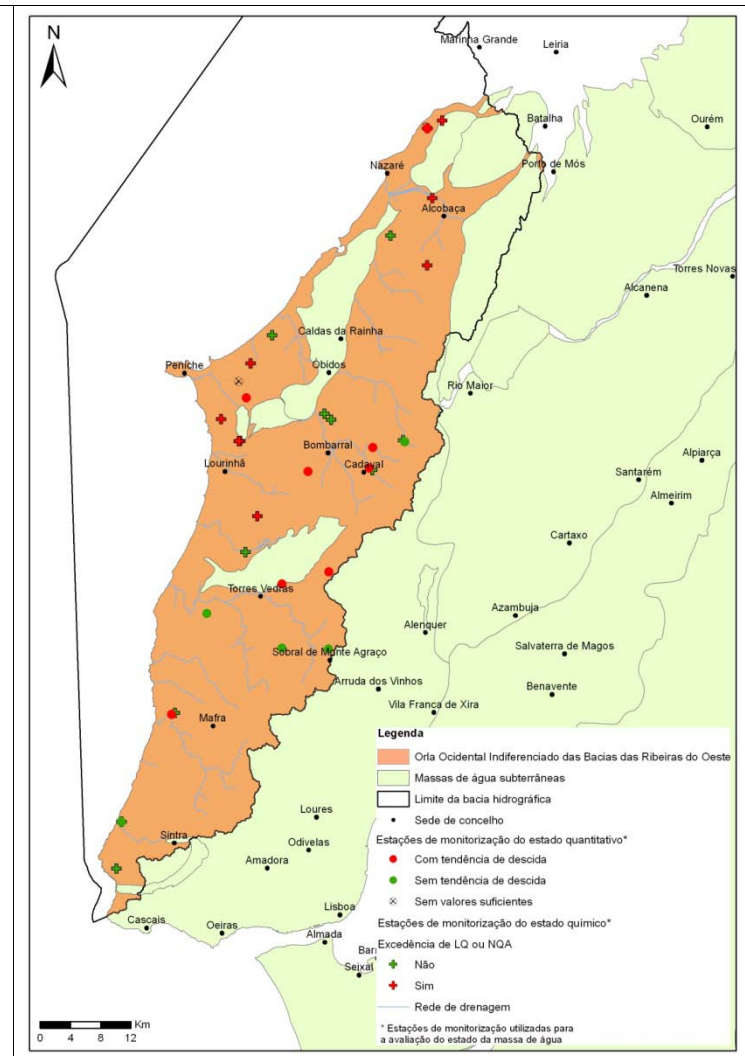 N
Marinha Grande
Leiria
Ourém
Batalha
Porto de Mós
Nazaré
Alcobaça
Torres Novas
Alcanena
Caldas da Rainha
Peniche
Óbidos
Rio Maior
Bombarral
Alpiarça
Lourinhã
Cadaval
Santarém
Almeirim
Cartaxo
Torres Vedras
Azambuja
Alenquer
Salvaterra de Magos
Sobral de Monte Agraço
Arruda dos Vinhos
Benavente
Vila Franca de Xira
Mafra
Legenda
Orla Ocidental Indiferenciado das Bacias das Ribeiras do Oeste
Massas de água subterrâneas
Limite da bacia hidrográfica
Sede de concelho
Estações de monitorização do estado quantitativo*
Com tendência de descida
Sem tendência de descida
Sem valores suficientes
Estações de monitorização do estado químico*
Excedência de LQ ou NQA
Não
Sim
Rede de drenagem
* Estações de monitorização utilizadas para
a avaliação do estado da massa de água
Loures
Sintra
Odivelas
Amadora
Lisboa
Cascais
Oeiras
Almada
Barr
Seixal
Km
0 4 8 12